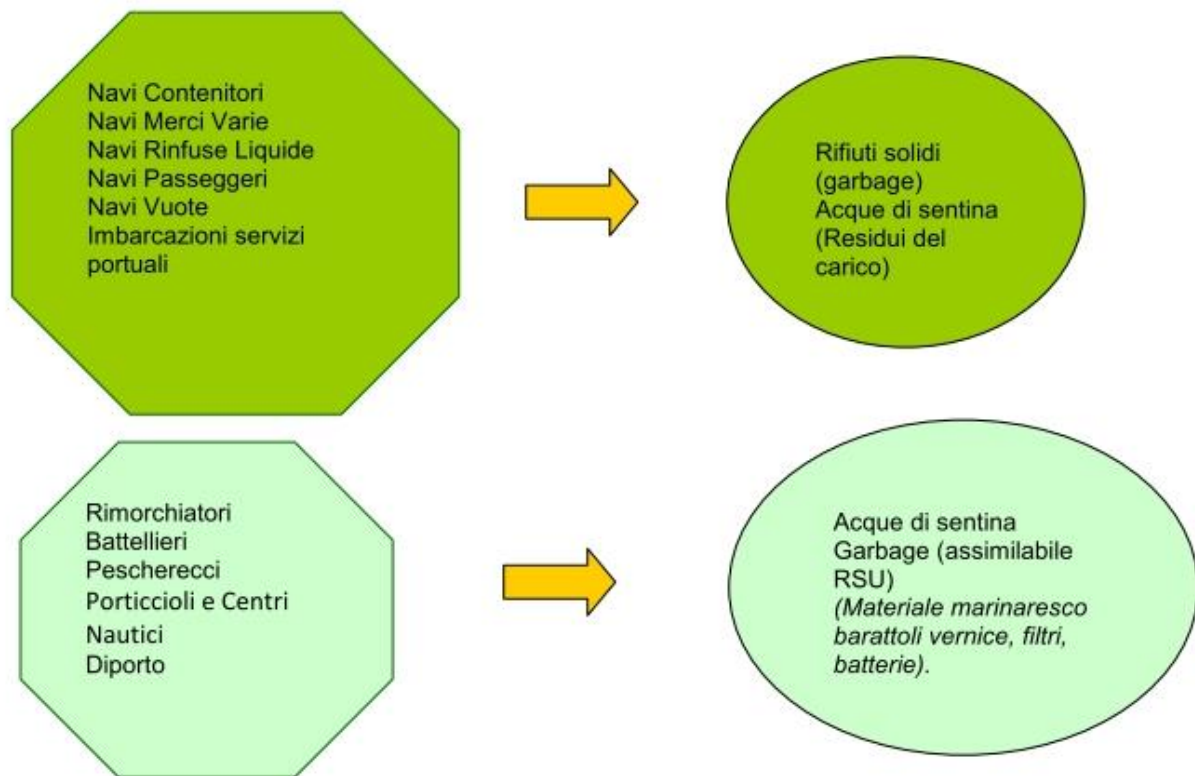 Navi Contenitori
Navi Merci Varie
Navi Rinfuse Liquide
Navi Passeggeri
Navi Vuote
Imbarcazioni servizi
portuali
Rifiuti solidi
(garbage)
Acque di sentina
(Residui del
carico)
Rimorchiatori
Battellieri
Pescherecci
Porticcioli e Centri
Nautici
Diporto
Acque di sentina
Garbage (assimilabile
RSU)
(Materiale marinaresco
barattoli vernice, filtri,
batterie).